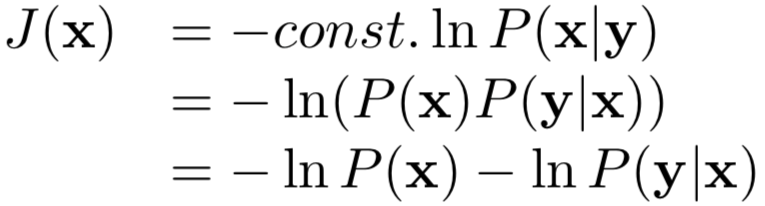 J(x) = −const. ln P(x|y)
= − ln(P(x)P(y|x))
= − ln P(x) − ln P(y|x)